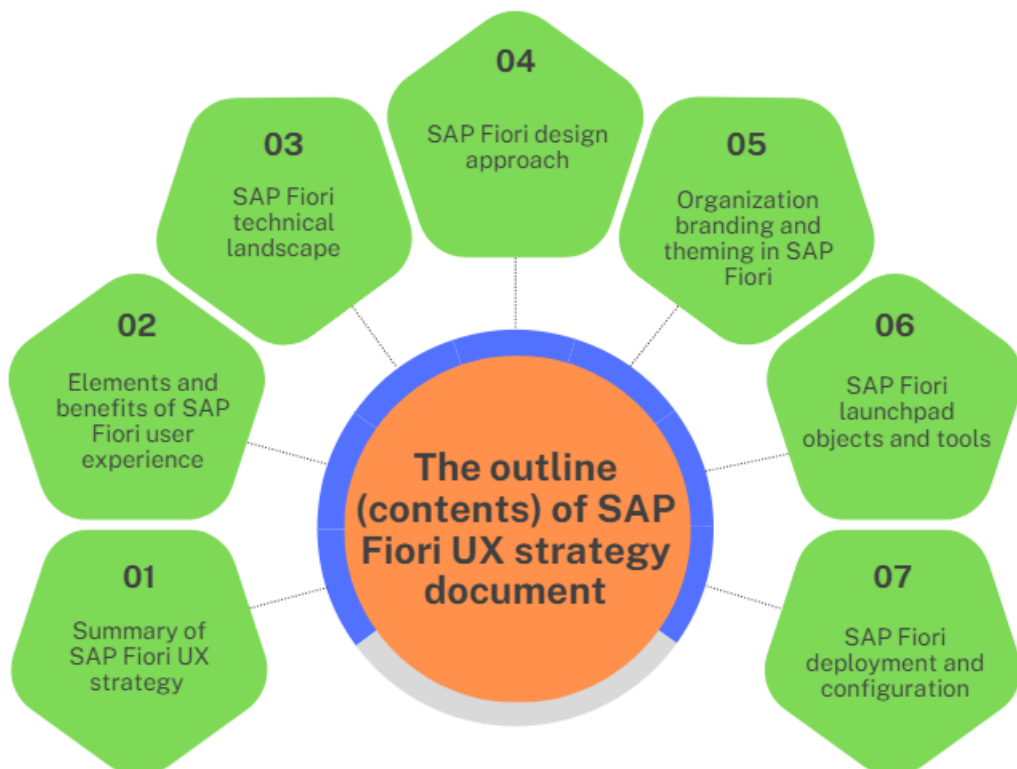 The outline
(contents) of SAP
Fiori UX strategy
document
01
Summary of
SAP Fiori UX
strategy
02
Elements and
benefits of SAP
Fiori user
experience
03
SAP Fiori
technical
landscape
04
SAP Fiori design
approach
05
Organization
branding and
theming in SAP
Fiori
06
SAP Fiori
launchpad
objects and tools
07
SAP Fiori
deployment and
configuration